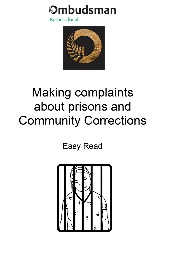 Ombudsman
Making complaints
about prisons and
Community Corrections
Easy Read